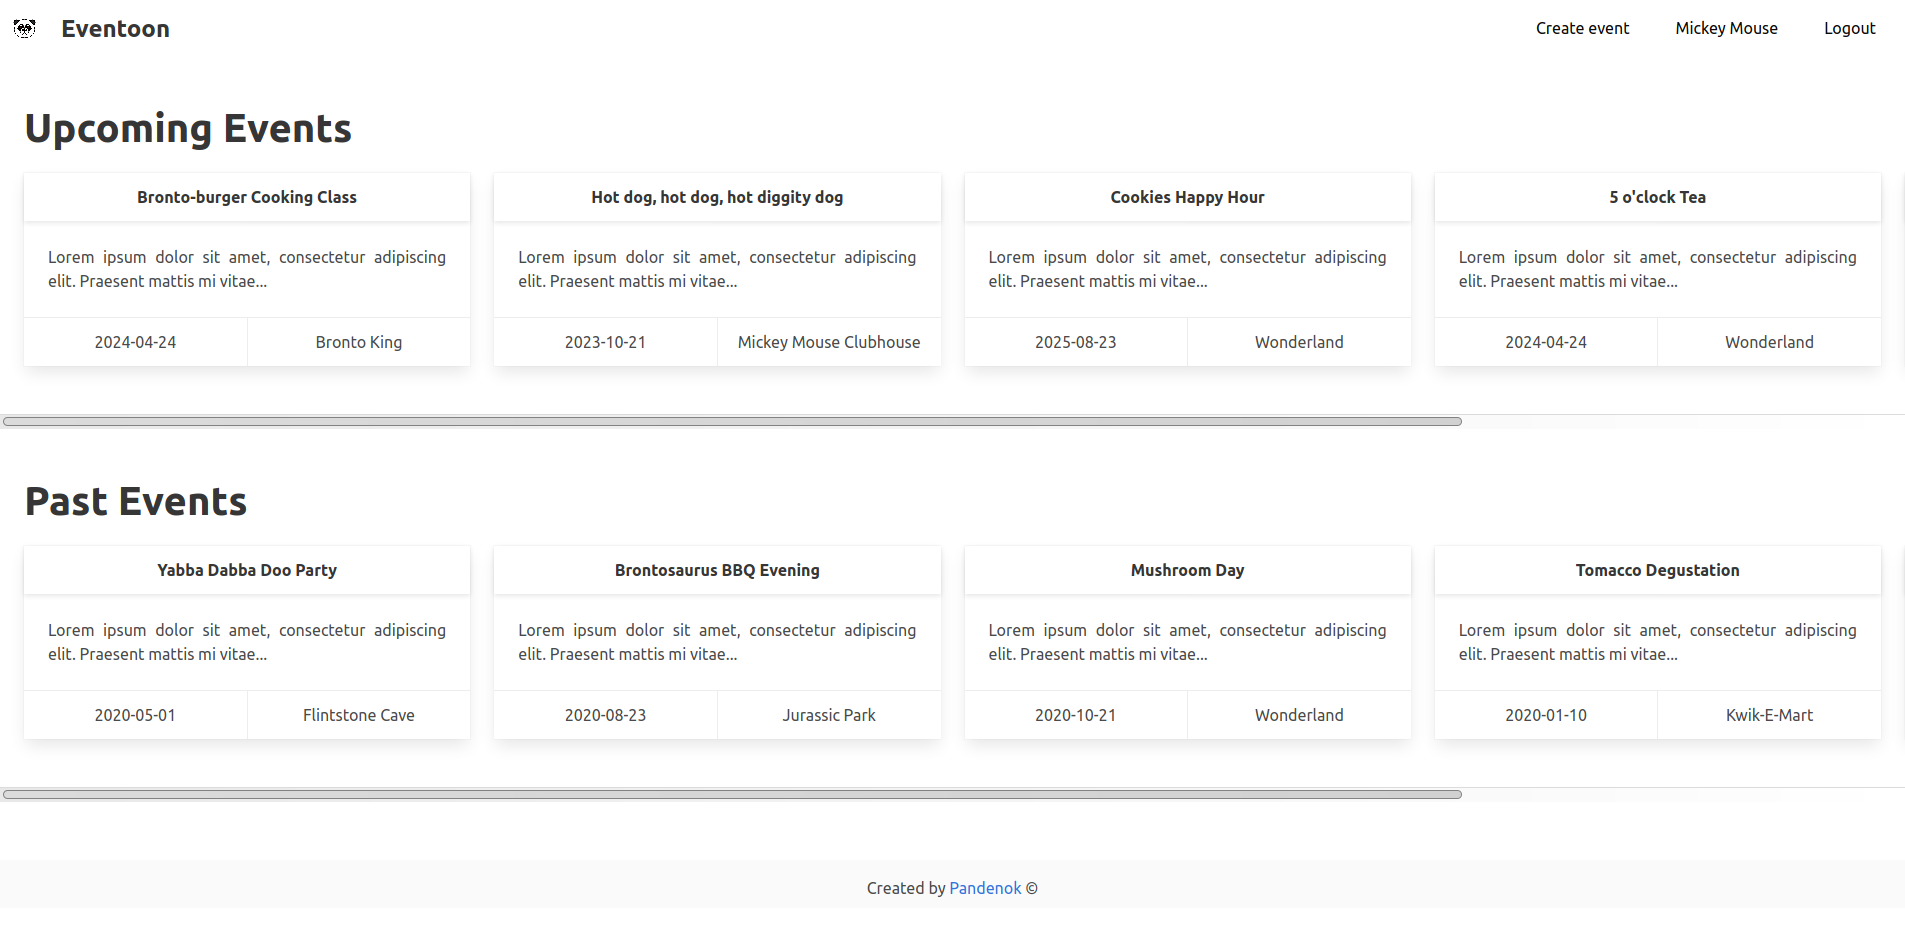 Eventoon
Create event
Mickey Mouse
Logout
Upcoming Events
Bronto-burger Cooking Class
Lorem ipsum dolor sit amet, consectetur adipiscing
elit. Praesent mattis mi vitae...
2024-04-24
Bronto King
Hot dog, hot dog, hot diggity dog
Lorem ipsum dolor sit amet, consectetur adipiscing
elit. Praesent mattis mi vitae...
2023-10-21
Mickey Mouse Clubhouse
Cookies Happy Hour
Lorem ipsum dolor sit amet, consectetur adipiscing
elit. Praesent mattis mi vitae...
2025-08-23
Wonderland
5 o'clock Tea
Lorem ipsum dolor sit amet, consectetur adipiscing
elit. Praesent mattis mi vitae...
2024-04-24
Wonderland
Past Events
Yabba Dabba Doo Party
Lorem ipsum dolor sit amet, consectetur adipiscing
elit. Praesent mattis mi vitae...
2020-05-01
Flintstone Cave
Brontosaurus BBQ Evening
Lorem ipsum dolor sit amet, consectetur adipiscing
elit. Praesent mattis mi vitae...
2020-08-23
Jurassic Park
Mushroom Day
Lorem ipsum dolor sit amet, consectetur adipiscing
elit. Praesent mattis mi vitae...
2020-10-21
Wonderland
Tomacco Degustation
Lorem ipsum dolor sit amet, consectetur adipiscing
elit. Praesent mattis mi vitae...
2020-01-10
Kwik-E-Mart
Created by Pandenok ©